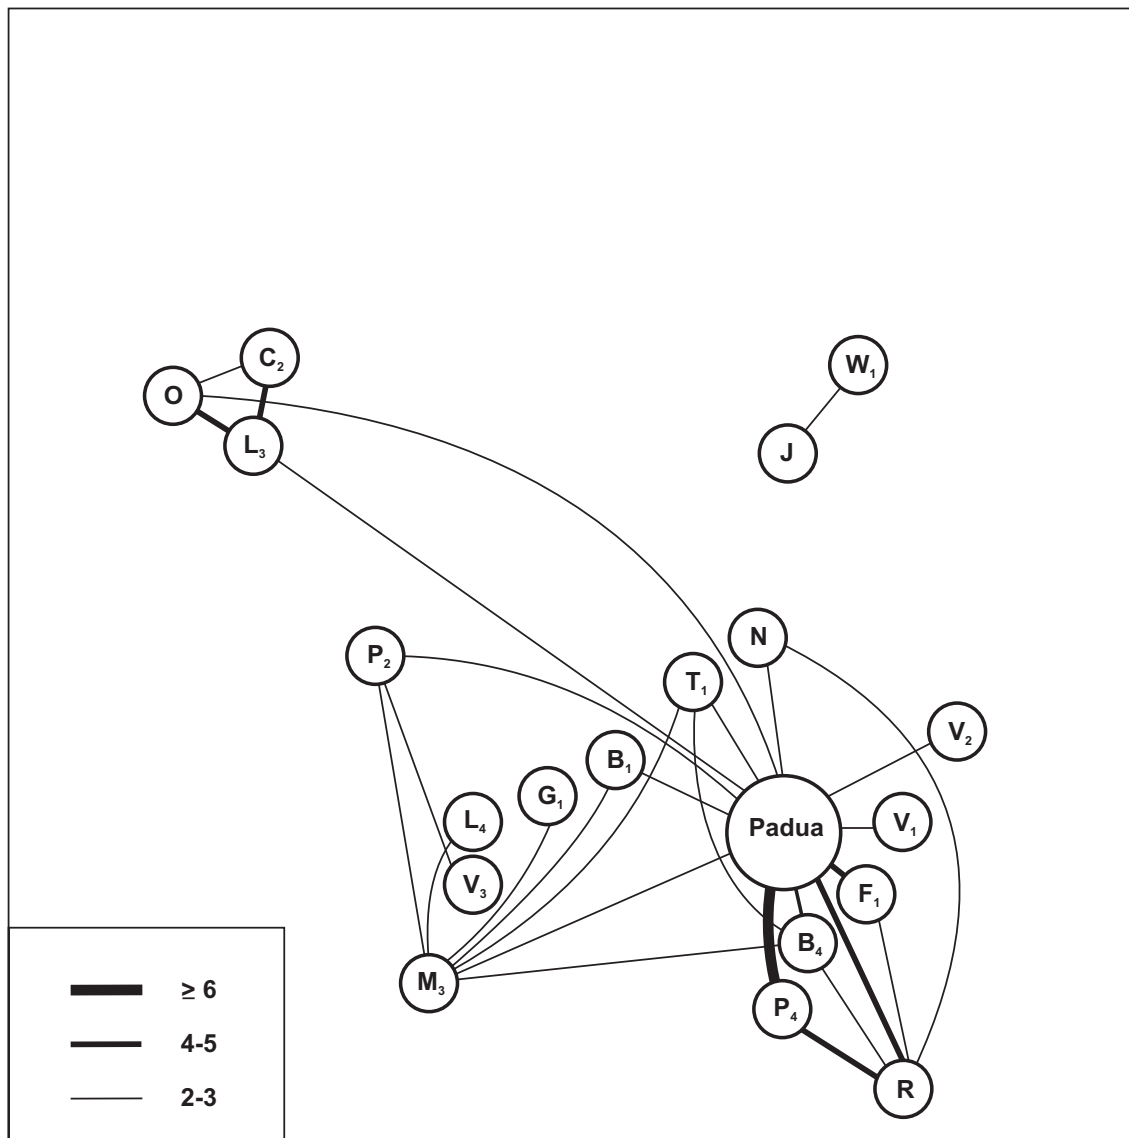 C₂
W₁
O
L₃
J
N
P₂
T₁
V₂
B₁
G₁
L₄
V₁
Padua
V₃
F₁
B₄
M₃
P₄
R
≥ 6
4-5
2-3